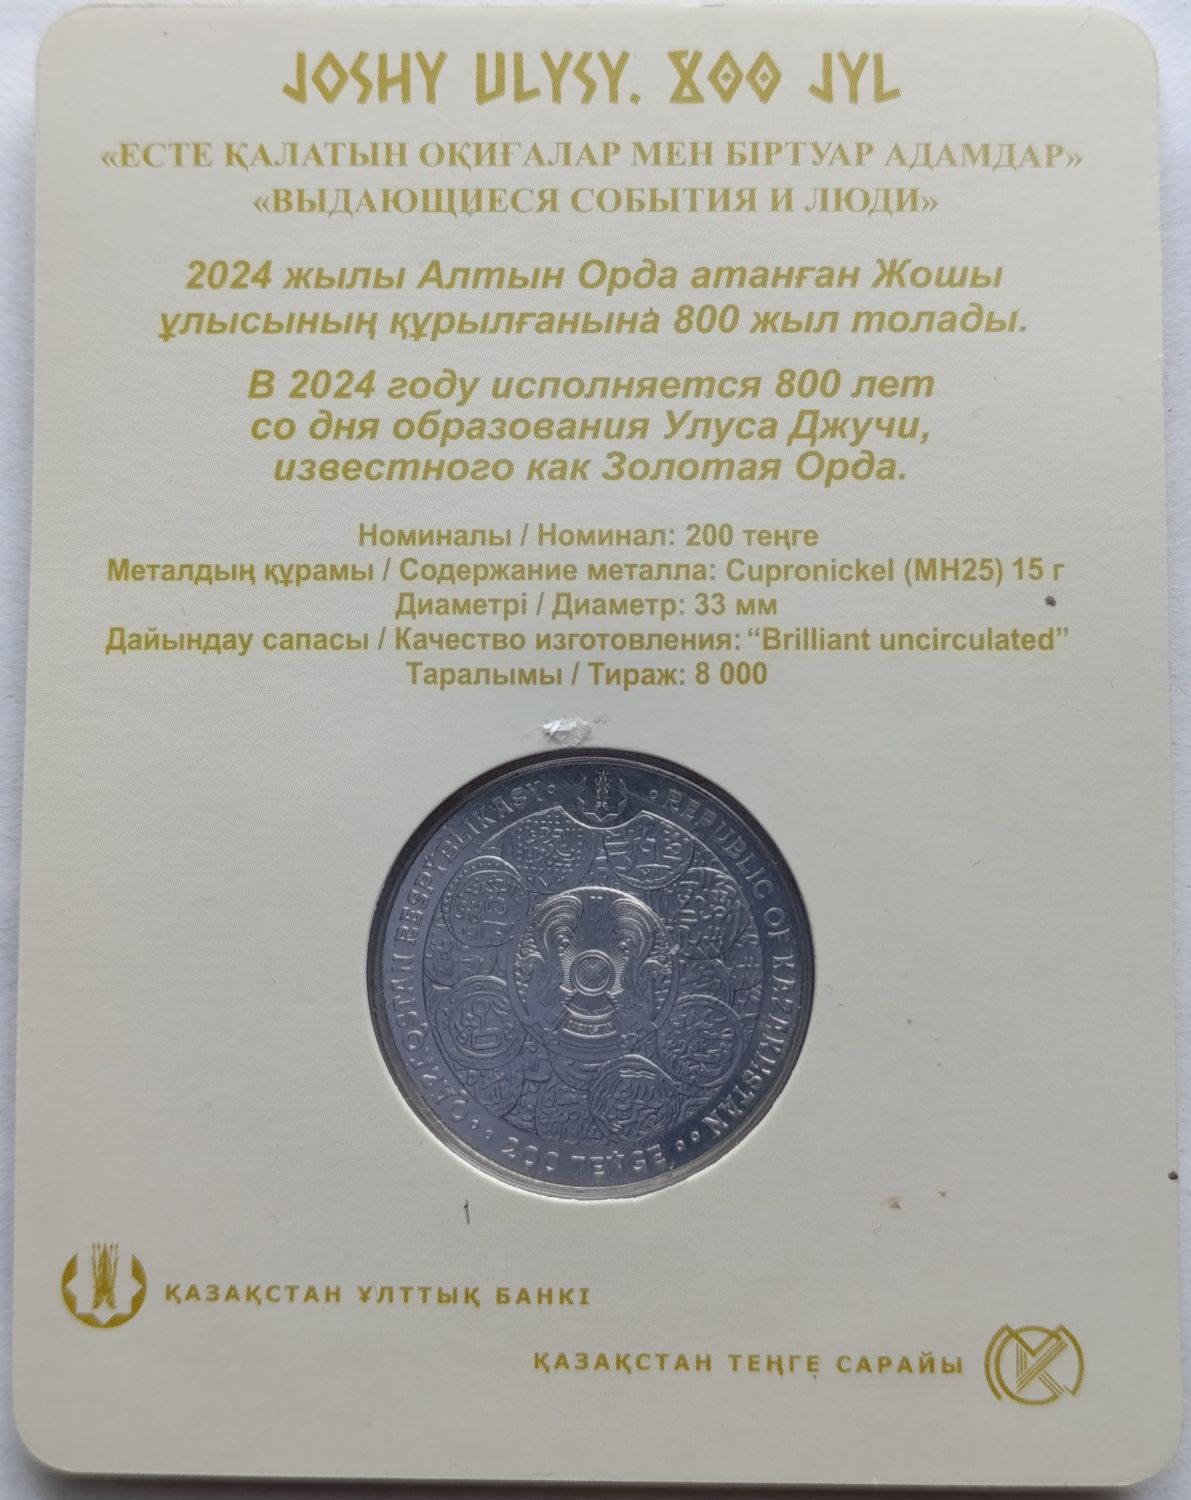 JOSHY ULYSY. 800 JYL
«ЕСТЕ ҚАЛАТЫН ОҚИҒАЛАР МЕН БІРТУАР АДАМДАР»
«ВЫДАЮЩИЕСЯ СОБЫТИЯ И ЛЮДИ»
2024 жылы Алтын Орда атанған Жошы
ұлысының құрылғанына 800 жыл толады.
В 2024 году исполняется 800 лет
со дня образования Улуса Джучи,
известного как Золотая Орда.
Номиналы / Номинал: 200 теңге
Металдың құрамы / Содержание металла: Cupronickel (МН25) 15 г
Диаметрі / Диаметр: 33 мм
Дайындау сапасы / Качество изготовления: “Brilliant uncirculated”
Таралымы / Тираж: 8 000
QAZAQSTAN RESPÝBLIKASY
REPUBLIC OF KAZAKHSTAN
200 TEŃGE
ҚАЗАҚСТАН ҰЛТТЫҚ БАНКІ
ҚАЗАҚСТАН ТЕҢГЕ САРАЙЫ